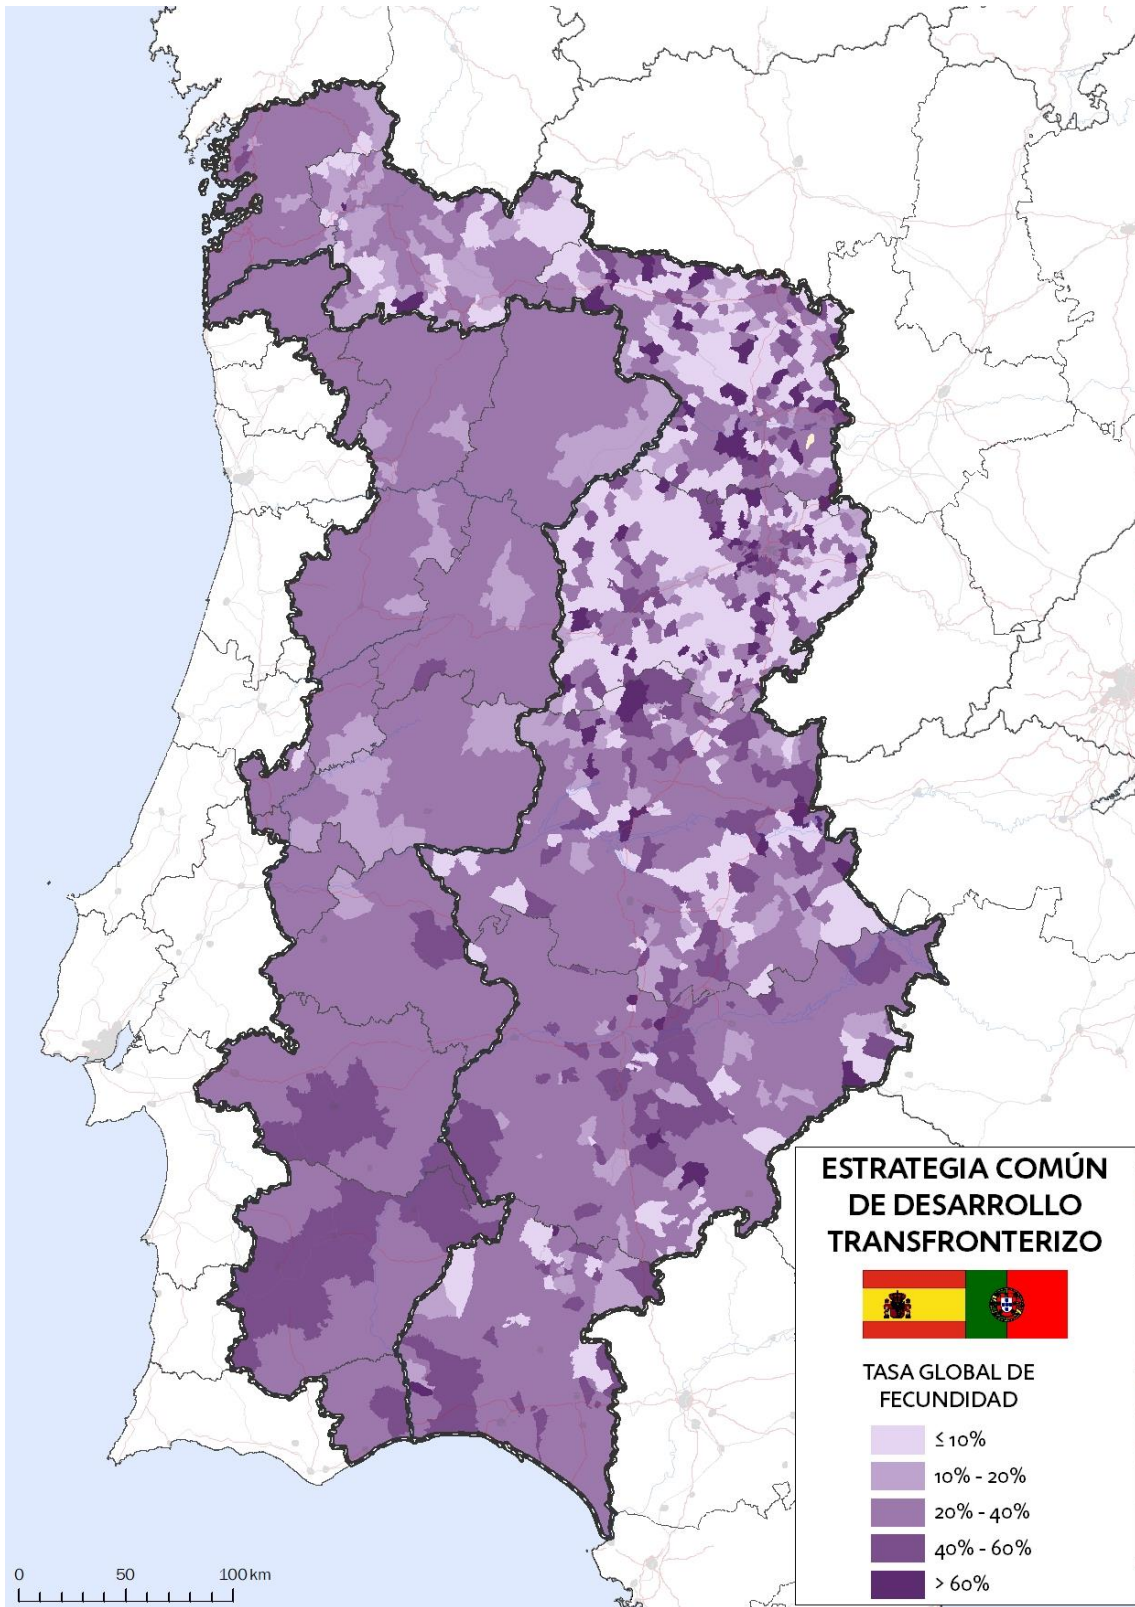 ESTRATEGIA COMÚN
DE DESARROLLO
TRANSFRONTERIZO
TASA GLOBAL DE
FECUNDIDAD
≤ 10%
10% - 20%
20% - 40%
40% - 60%
> 60%
0 50 100 km